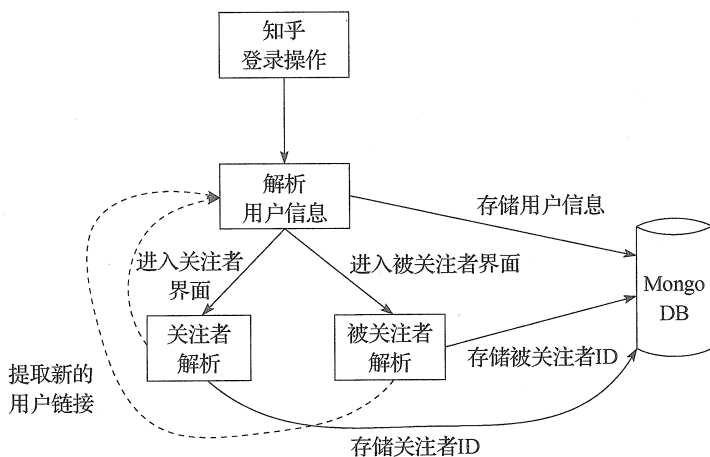 知乎
登录操作
解析
用户信息
存储用户信息
进入关注者
界面
进入被关注者界面
Mongo
DB
关注者
解析
被关注者
解析
存储被关注者ID
提取新的
用户链接
存储关注者ID